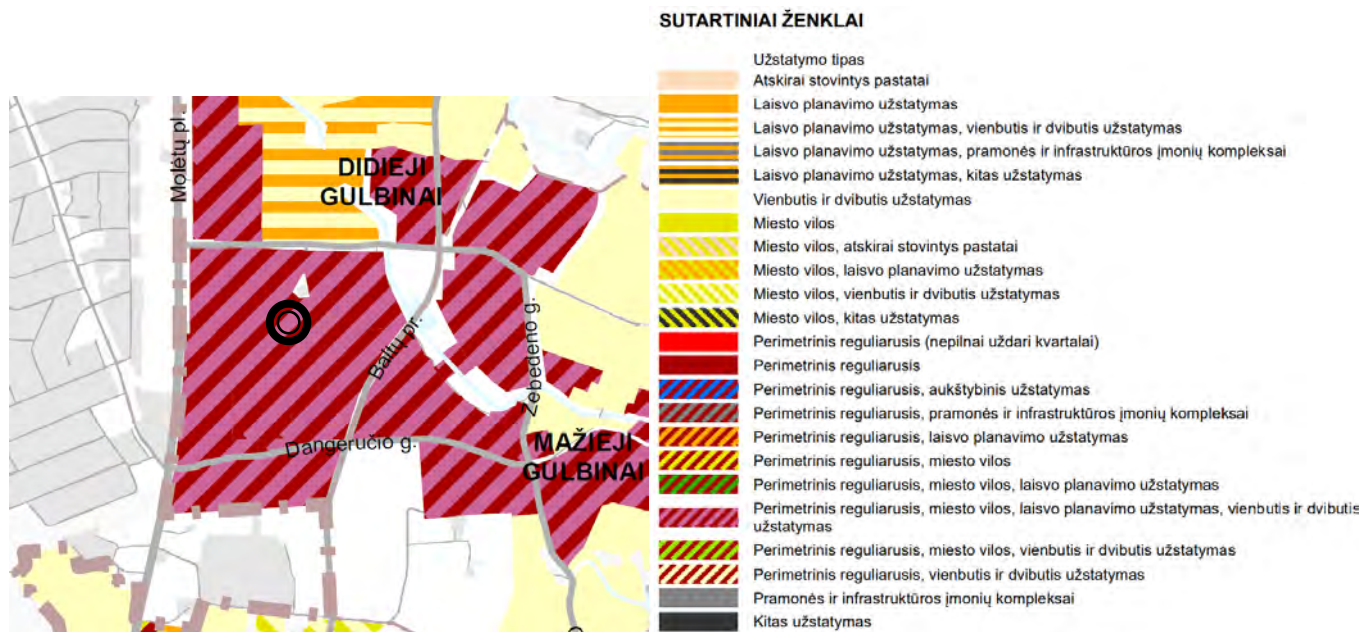 SUTARTINIAI ŽENKLAI
Užstatymo tipas
Atskirai stovintys pastatai
Laisvo planavimo užstatymas
Laisvo planavimo užstatymas, vienbutis ir dvibutis užstatymas
Laisvo planavimo užstatymas, pramonės ir infrastruktūros įmonių kompleksai
Laisvo planavimo užstatymas, kitas užstatymas
Vienbutis ir dvibutis užstatymas
Miesto vilos
Miesto vilos, atskirai stovintys pastatai
Miesto vilos, laisvo planavimo užstatymas
Miesto vilos, vienbutis ir dvibutis užstatymas
Miesto vilos, kitas užstatymas
Perimetrinis reguliarusis (nepilnai uždari kvartalai)
Perimetrinis reguliarusis
Perimetrinis reguliarusis, aukštybinis užstatymas
Perimetrinis reguliarusis, pramonės ir infrastruktūros įmonių kompleksai
Perimetrinis reguliarusis, laisvo planavimo užstatymas
Perimetrinis reguliarusis, miesto vilos
Perimetrinis reguliarusis, miesto vilos, laisvo planavimo užstatymas
Perimetrinis reguliarusis, miesto vilos, laisvo planavimo užstatymas, vienbutis ir dvibutis
užstatymas
Perimetrinis reguliarusis, miesto vilos, vienbutis ir dvibutis užstatymas
Perimetrinis reguliarusis, vienbutis ir dvibutis užstatymas
Pramonės ir infrastruktūros įmonių kompleksai
Kitas užstatymas
Molėtų pl.
DIDIEJI
GULBINAI
Baltų pr.
Zebedeno g.
Dangeručio g.
MAŽIEJI
GULBINAI